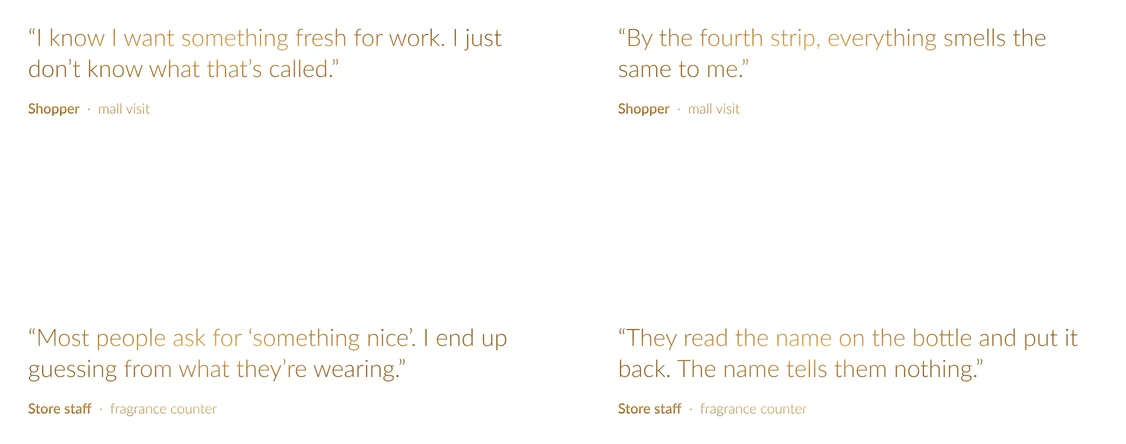 “I know I want something fresh for work. I just
don’t know what that’s called.”
Shopper · mall visit
“By the fourth strip, everything smells the
same to me.”
Shopper · mall visit
“Most people ask for ‘something nice’. I end up
guessing from what they’re wearing.”
Store staff · fragrance counter
“They read the name on the bottle and put it
back. The name tells them nothing.”
Store staff · fragrance counter